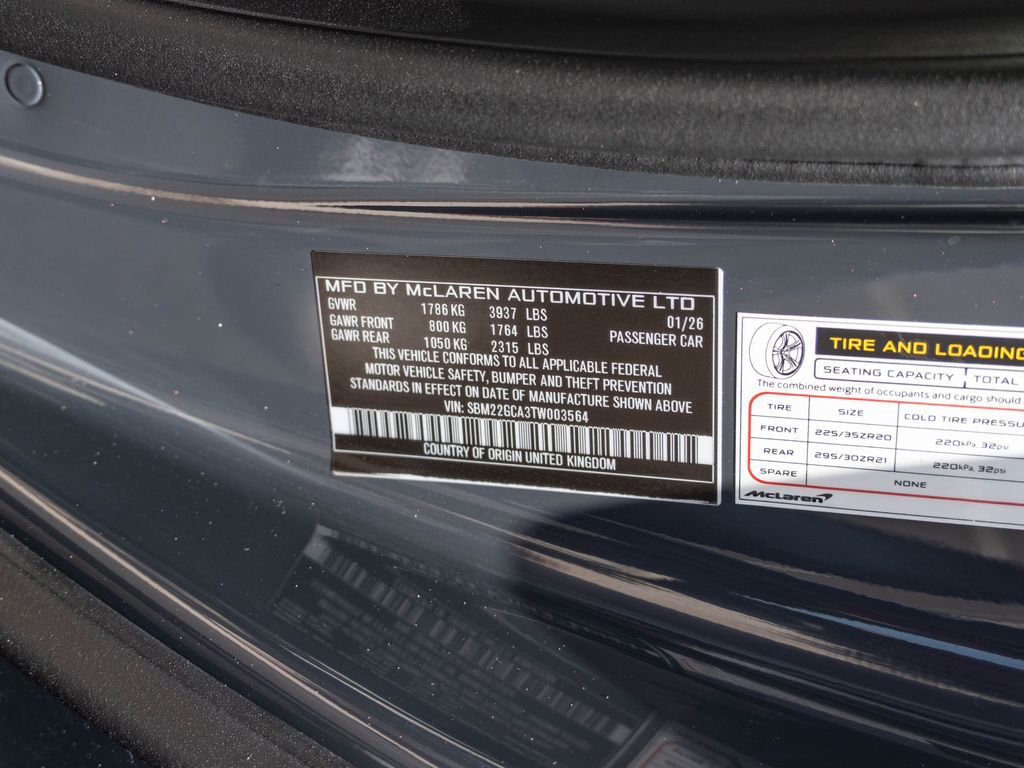 MFD BY McLAREN AUTOMOTIVE LTD
GVWR 1786 KG 3937 LBS 01/26
GAWR FRONT 800 KG 1764 LBS PASSENGER CAR
GAWR REAR 1050 KG 2315 LBS
THIS VEHICLE CONFORMS TO ALL APPLICABLE FEDERAL
MOTOR VEHICLE SAFETY, BUMPER AND THEFT PREVENTION
STANDARDS IN EFFECT ON DATE OF MANUFACTURE SHOWN ABOVE
VIN: SBM22GCA3TW003564
COUNTRY OF ORIGIN UNITED KINGDOM
TIRE AND LOADING
SEATING CAPACITY TOTAL
The combined weight of occupants and cargo should
TIRE SIZE COLD TIRE PRESSU
FRONT 225/35ZR20 220kPa, 32psi
REAR 295/30ZR21 220kPa, 32psi
SPARE NONE
McLaren